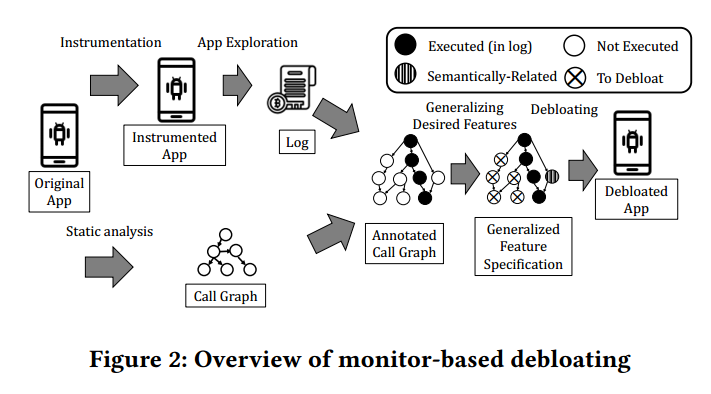 Instrumentation
App Exploration
Executed (in log)
Not Executed
Semantically-Related
To Debloat
Instrumented
App
Log
Generalizing
Desired Features
Debloating
Original
App
Debloated
App
Static analysis
Annotated
Call Graph
Generalized
Feature
Specification
Call Graph
Figure 2: Overview of monitor-based debloating